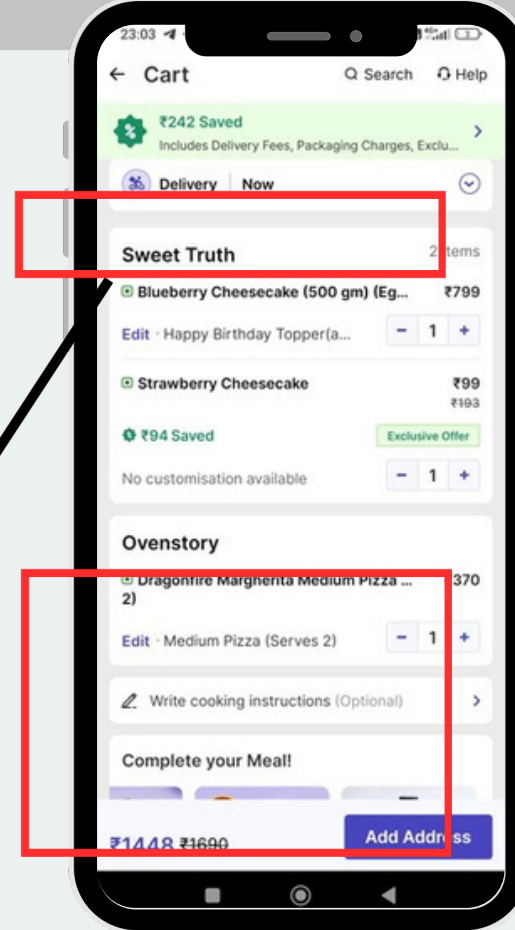 23:03
← Cart Search Help
₹242 Saved
Includes Delivery Fees, Packaging Charges, Exclu... >
Delivery | Now
Sweet Truth 2 items
Blueberry Cheesecake (500 gm) (Eg... ₹799
Edit · Happy Birthday Topper(a... - 1 +
Strawberry Cheesecake ₹99
₹193
₹94 Saved Exclusive Offer
No customisation available - 1 +
Ovenstory
Dragonfire Margherita Medium Pizza ... 370
2)
Edit · Medium Pizza (Serves 2) - 1 +
Write cooking instructions (Optional) >
Complete your Meal!
₹1448 ₹1690 Add Address